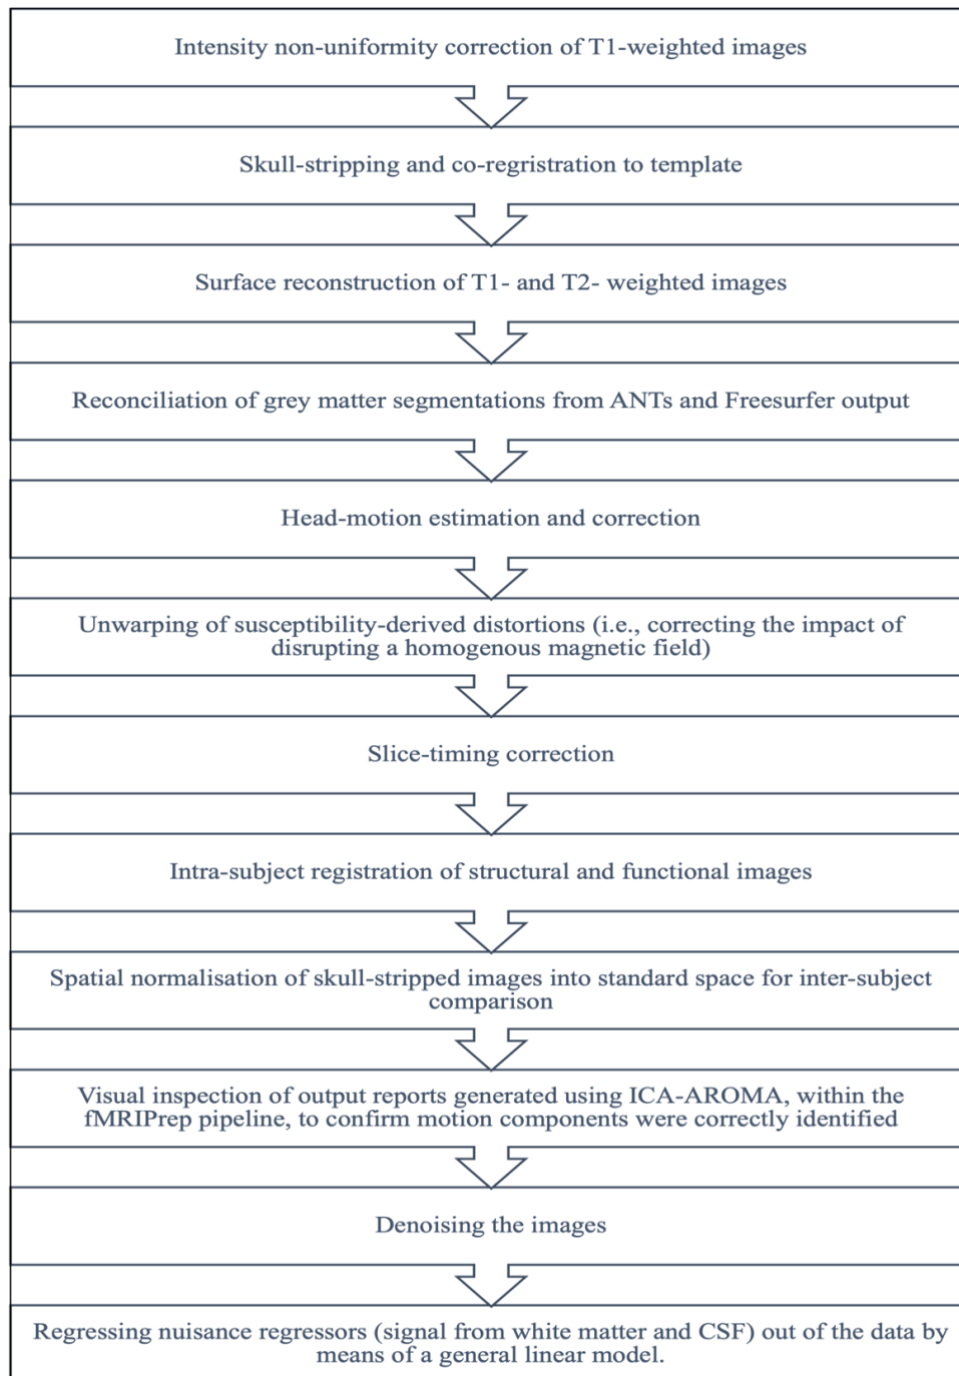 Intensity non-uniformity correction of T1-weighted images
Skull-stripping and co-regristration to template
Surface reconstruction of T1- and T2- weighted images
Reconciliation of grey matter segmentations from ANTs and Freesurfer output
Head-motion estimation and correction
Unwarping of susceptibility-derived distortions (i.e., correcting the impact of
disrupting a homogenous magnetic field)
Slice-timing correction
Intra-subject registration of structural and functional images
Spatial normalisation of skull-stripped images into standard space for inter-subject
comparison
Visual inspection of output reports generated using ICA-AROMA, within the
fMRIPrep pipeline, to confirm motion components were correctly identified
Denoising the images
Regressing nuisance regressors (signal from white matter and CSF) out of the data by
means of a general linear model.